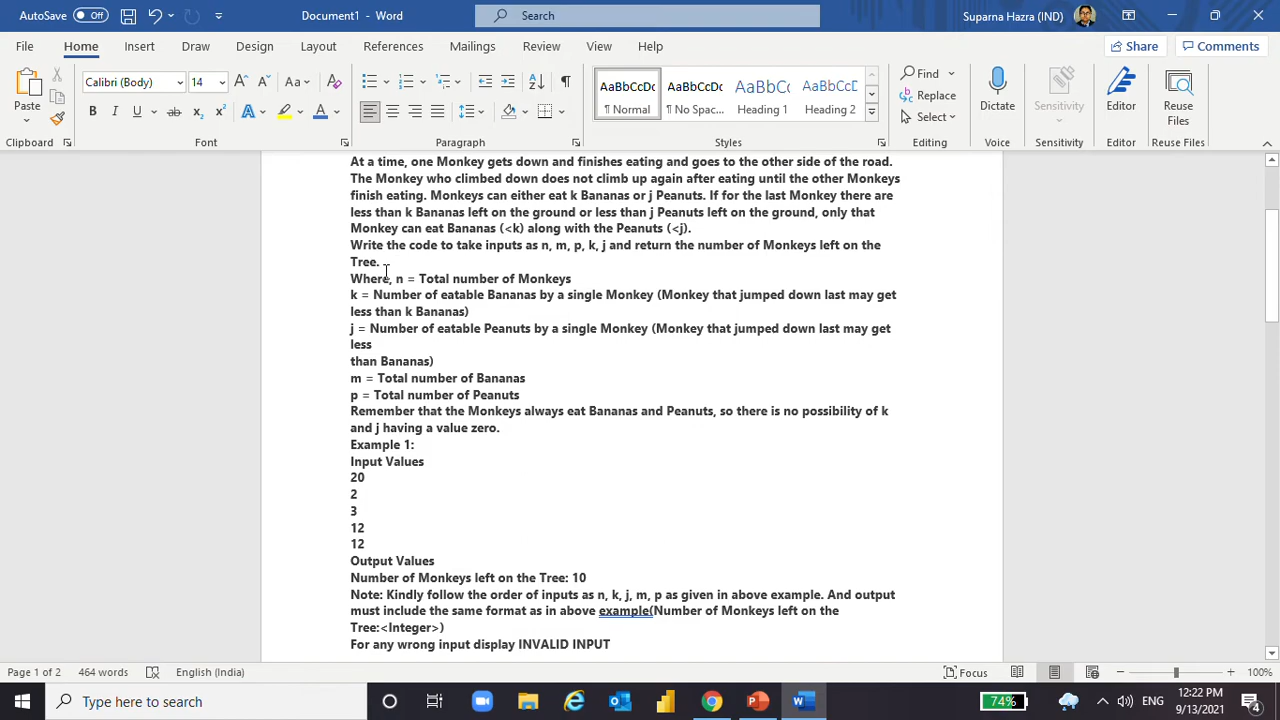 AutoSave Off
Document1 - Word
Search
Suparna Hazra (IND)
File Home Insert Draw Design Layout References Mailings Review View Help
Share Comments
Paste
Calibri (Body) 14
AaBbCcDc AaBbCcDc AaBbC AaBbCcD
¶ Normal ¶ No Spac... Heading 1 Heading 2
Find
Replace
Select
Dictate
Sensitivity
Editor
Reuse Files
Clipboard Font Paragraph Styles Editing Voice Sensitivity Editor Reuse Files
At a time, one Monkey gets down and finishes eating and goes to the other side of the road.
The Monkey who climbed down does not climb up again after eating until the other Monkeys
finish eating. Monkeys can either eat k Bananas or j Peanuts. If for the last Monkey there are
less than k Bananas left on the ground or less than j Peanuts left on the ground, only that
Monkey can eat Bananas (<k) along with the Peanuts (<j).
Write the code to take inputs as n, m, p, k, j and return the number of Monkeys left on the
Tree.
Where, n = Total number of Monkeys
k = Number of eatable Bananas by a single Monkey (Monkey that jumped down last may get
less than k Bananas)
j = Number of eatable Peanuts by a single Monkey (Monkey that jumped down last may get
less
than Bananas)
m = Total number of Bananas
p = Total number of Peanuts
Remember that the Monkeys always eat Bananas and Peanuts, so there is no possibility of k
and j having a value zero.
Example 1:
Input Values
20
2
3
12
12
Output Values
Number of Monkeys left on the Tree: 10
Note: Kindly follow the order of inputs as n, k, j, m, p as given in above example. And output
must include the same format as in above example(Number of Monkeys left on the
Tree:<Integer>)
For any wrong input display INVALID INPUT
Page 1 of 2 464 words English (India)
Focus
100%
Type here to search
74%
ENG
12:22 PM
9/13/2021
4